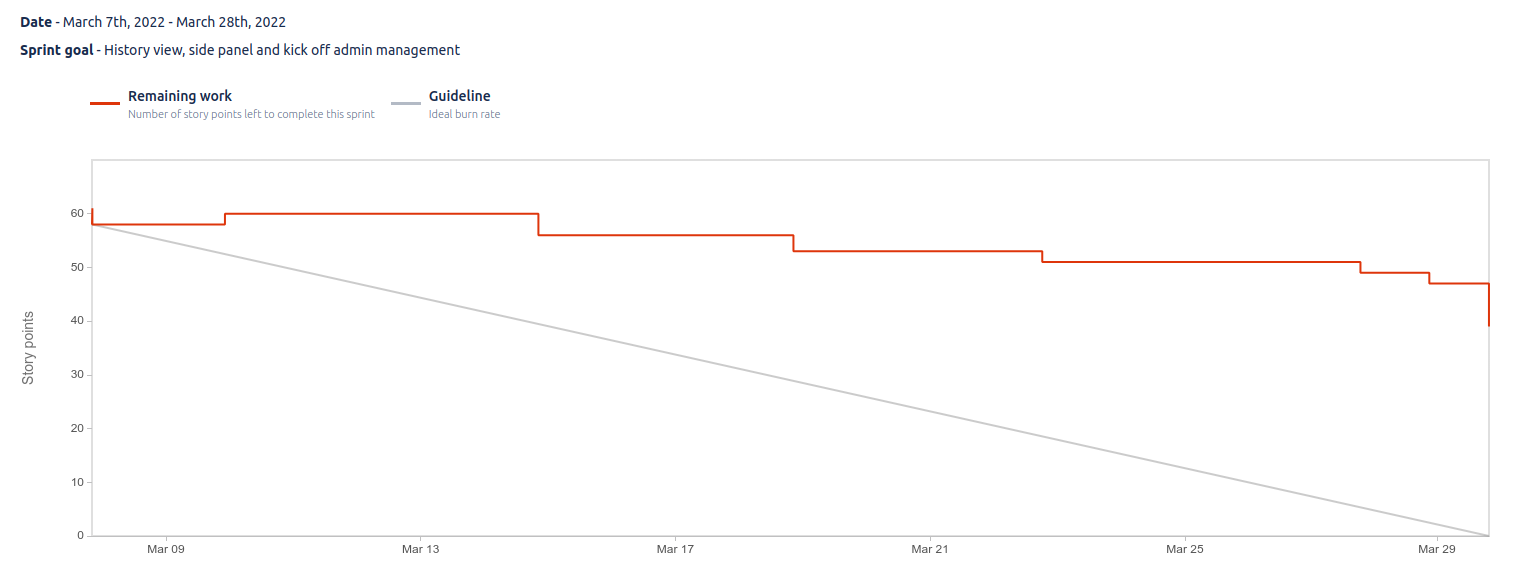 Date - March 7th, 2022 - March 28th, 2022
Sprint goal - History view, side panel and kick off admin management
Remaining work
Number of story points left to complete this sprint
Guideline
Ideal burn rate
Story points
60
50
40
30
20
10
0
Mar 09
Mar 13
Mar 17
Mar 21
Mar 25
Mar 29